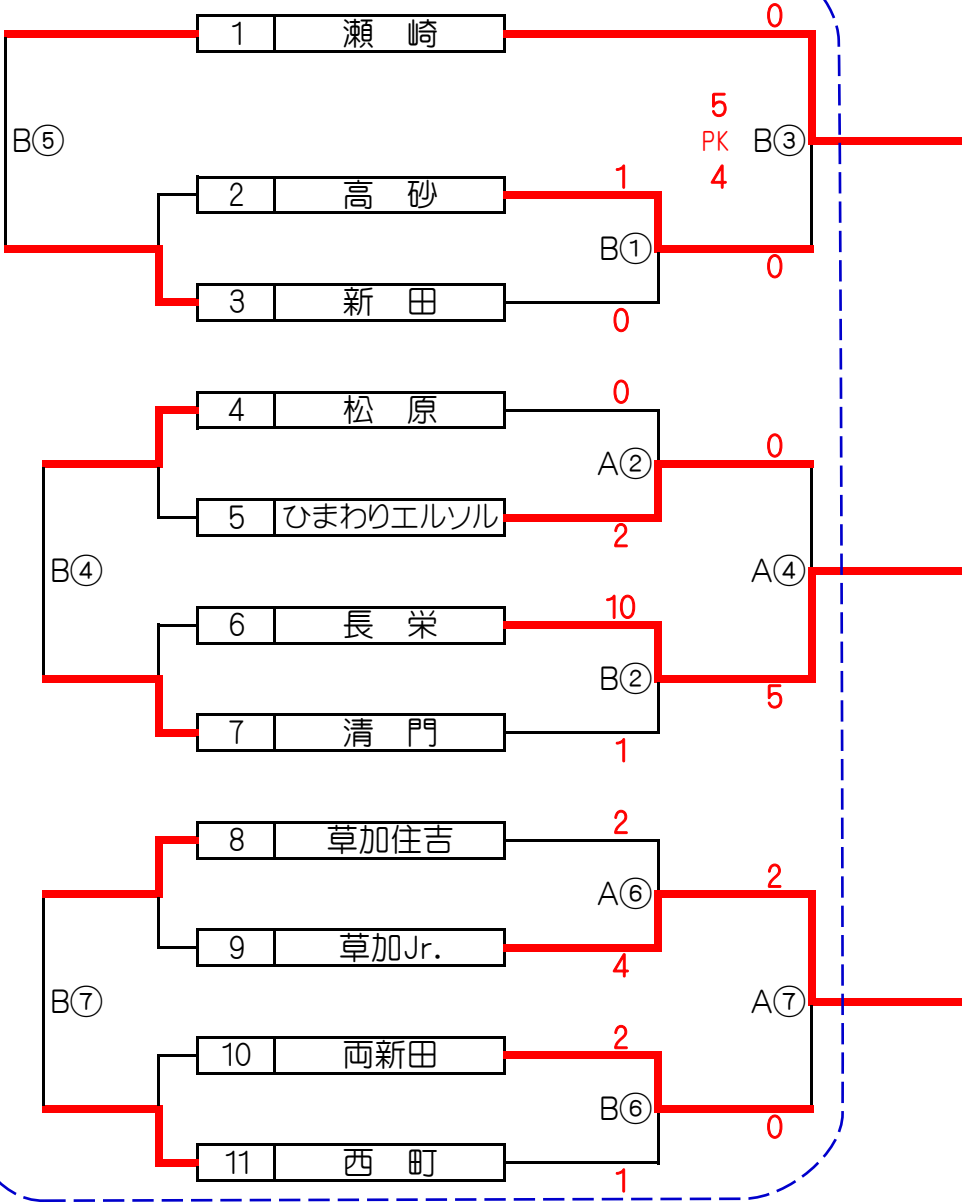 0
1 瀬 崎
5
PK
4
B⑤
B③
1
2 高 砂
B①
0
3 新 田
0
0
4 松 原
0
A②
5 ひまわりエルソル
2
B④
A④
10
6 長 栄
B②
5
7 清 門
1
2
8 草加住吉
2
A⑥
9 草加Jr.
4
B⑦
A⑦
2
10 両新田
B⑥
0
11 西 町
1